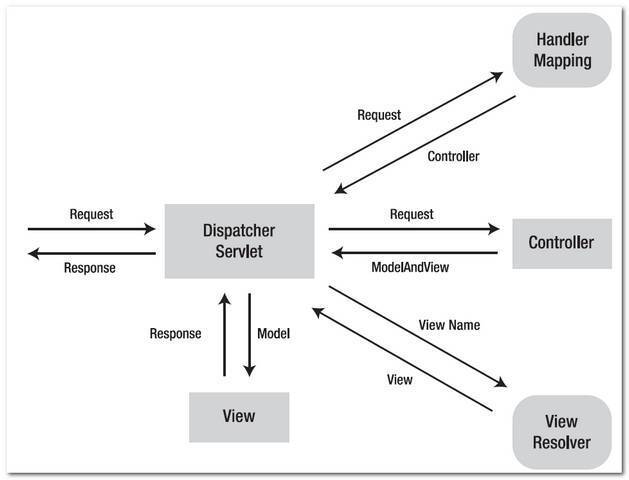 Handler
Mapping
Request
Controller
Request
Response
Dispatcher
Servlet
Request
ModelAndView
Controller
Response
Model
View Name
View
View
View
Resolver